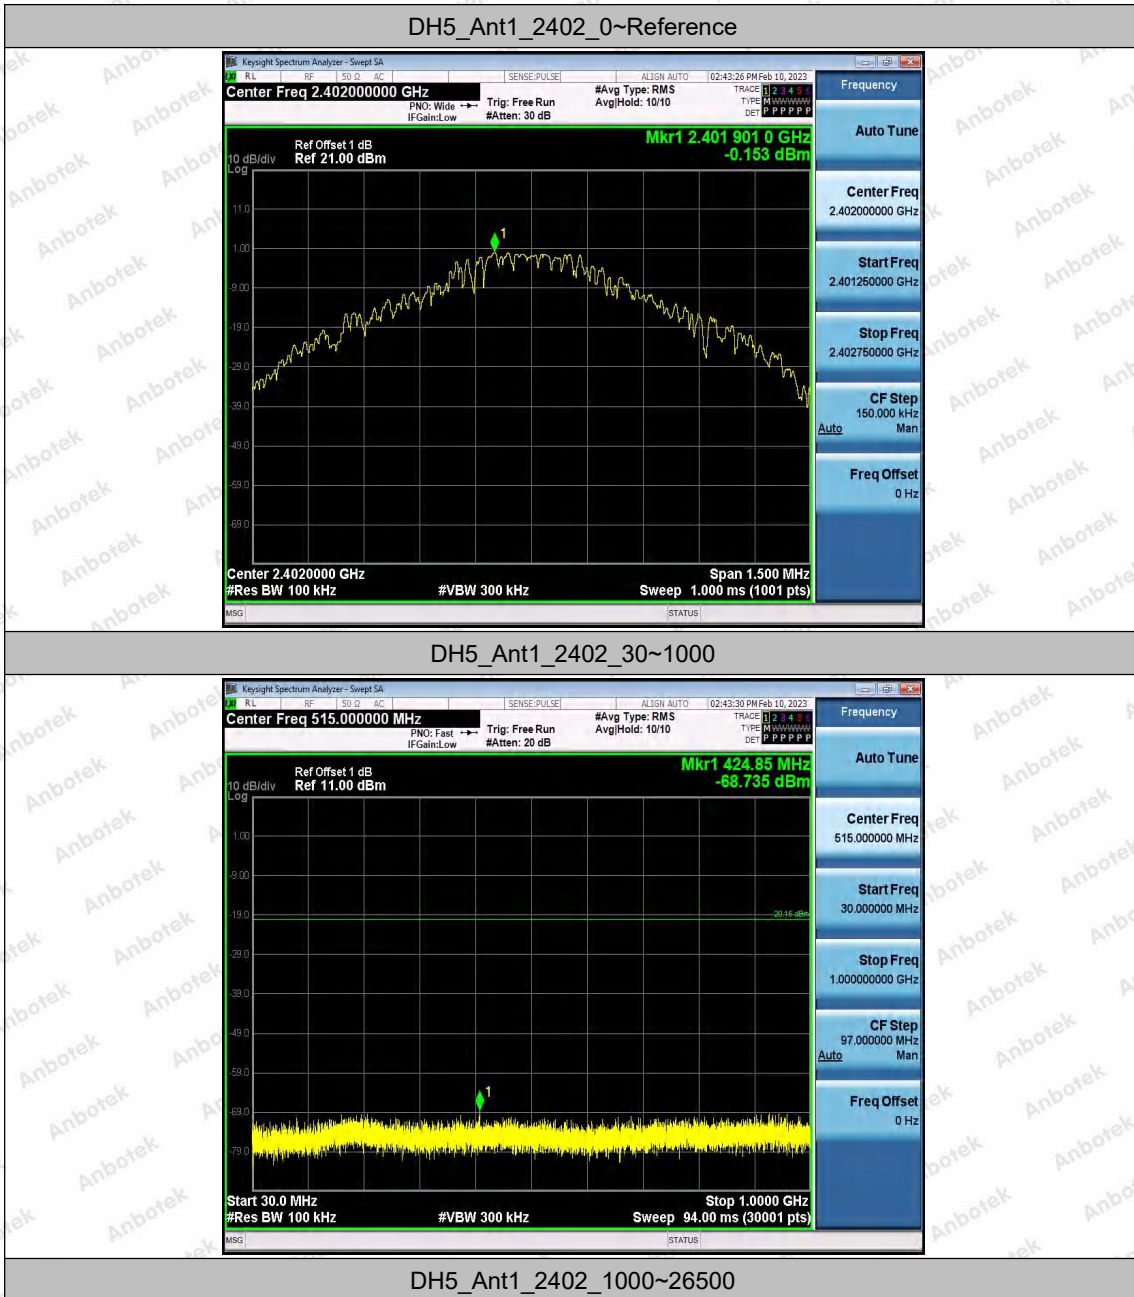 DH5_Ant1_2402_0~Reference
Keysight Spectrum Analyzer - Swept SA
LXI RL RF 50 Ω AC SENSE:PULSE ALIGN AUTO 02:43:26 PM Feb 10, 2023
Center Freq 2.402000000 GHz
PNO: Wide
IFGain:Low
Trig: Free Run
#Atten: 30 dB
#Avg Type: RMS
Avg|Hold: 10/10
TRACE 1 2 3 4 5 6
TYPE M W W W W W
DET P P P P P P
Ref Offset 1 dB
10 dB/div Ref 21.00 dBm
Log
Mkr1 2.401 901 0 GHz
-0.153 dBm
11.0
1
1.00
-9.00
-19.0
-29.0
-39.0
-49.0
-59.0
-69.0
Center 2.4020000 GHz Span 1.500 MHz
#Res BW 100 kHz #VBW 300 kHz Sweep 1.000 ms (1001 pts)
MSG STATUS
Frequency
Auto Tune
Center Freq
2.402000000 GHz
Start Freq
2.401250000 GHz
Stop Freq
2.402750000 GHz
CF Step
150.000 kHz
Auto Man
Freq Offset
0 Hz
DH5_Ant1_2402_30~1000
Keysight Spectrum Analyzer - Swept SA
LXI RL RF 50 Ω AC SENSE:PULSE ALIGN AUTO 02:43:30 PM Feb 10, 2023
Center Freq 515.000000 MHz
PNO: Fast
IFGain:Low
Trig: Free Run
#Atten: 20 dB
#Avg Type: RMS
Avg|Hold: 10/10
TRACE 1 2 3 4 5 6
TYPE M W W W W W
DET P P P P P P
Ref Offset 1 dB
10 dB/div Ref 11.00 dBm
Log
Mkr1 424.85 MHz
-68.735 dBm
1.00
-9.00
-19.0
-20.15 dBm
-29.0
-39.0
-49.0
-59.0
1
-69.0
-79.0
Start 30.0 MHz Stop 1.0000 GHz
#Res BW 100 kHz #VBW 300 kHz Sweep 94.00 ms (30001 pts)
MSG STATUS
Frequency
Auto Tune
Center Freq
515.000000 MHz
Start Freq
30.000000 MHz
Stop Freq
1.000000000 GHz
CF Step
97.000000 MHz
Auto Man
Freq Offset
0 Hz
DH5_Ant1_2402_1000~26500
Anbotek